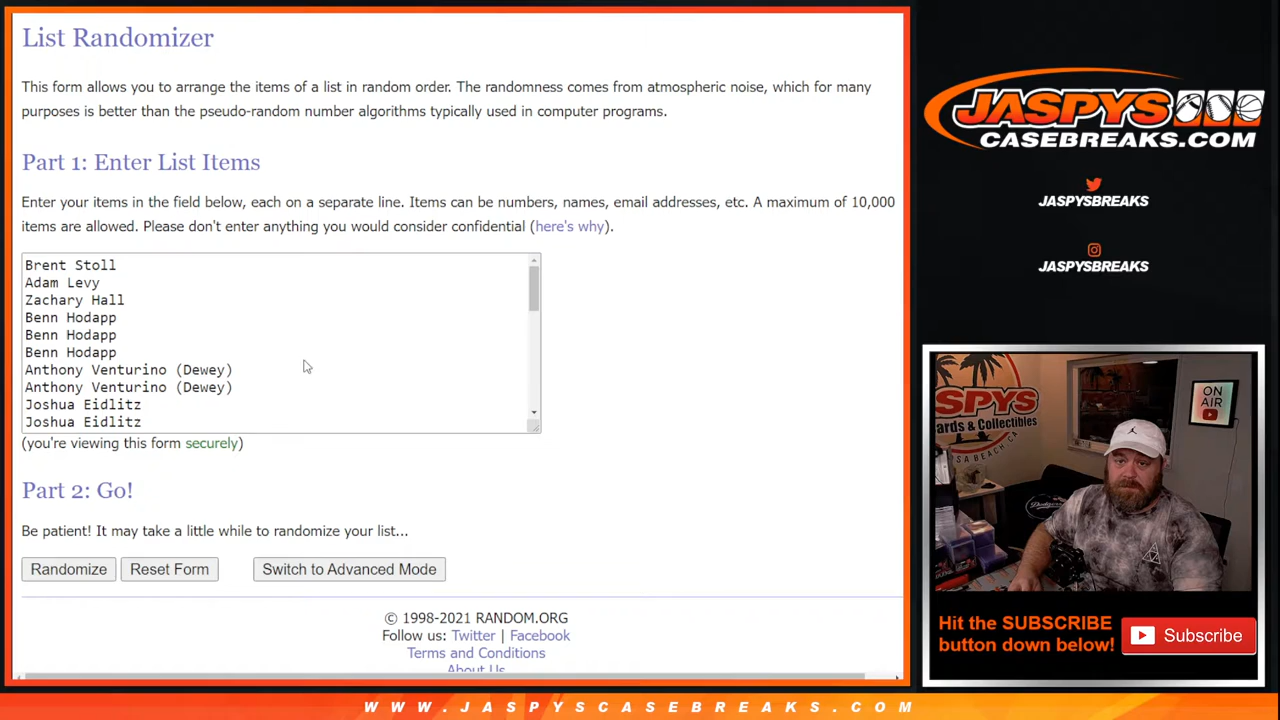 List Randomizer
This form allows you to arrange the items of a list in random order. The randomness comes from atmospheric noise, which for many
purposes is better than the pseudo-random number algorithms typically used in computer programs.
Part 1: Enter List Items
Enter your items in the field below, each on a separate line. Items can be numbers, names, email addresses, etc. A maximum of 10,000
items are allowed. Please don't enter anything you would consider confidential (here's why).
Brent Stoll
Adam Levy
Zachary Hall
Benn Hodapp
Benn Hodapp
Benn Hodapp
Anthony Venturino (Dewey)
Anthony Venturino (Dewey)
Joshua Eidlitz
Joshua Eidlitz
(you're viewing this form securely)
Part 2: Go!
Be patient! It may take a little while to randomize your list...
Randomize
Reset Form
Switch to Advanced Mode
© 1998-2021 RANDOM.ORG
Follow us: Twitter | Facebook
Terms and Conditions
About Us
JASPYS
CASEBREAKS.COM
JASPYSBREAKS
JASPYSBREAKS
ON
AIR
Dodgers
Hit the SUBSCRIBE
button down below!
Subscribe
WWW.JASPYSCASEBREAKS.COM